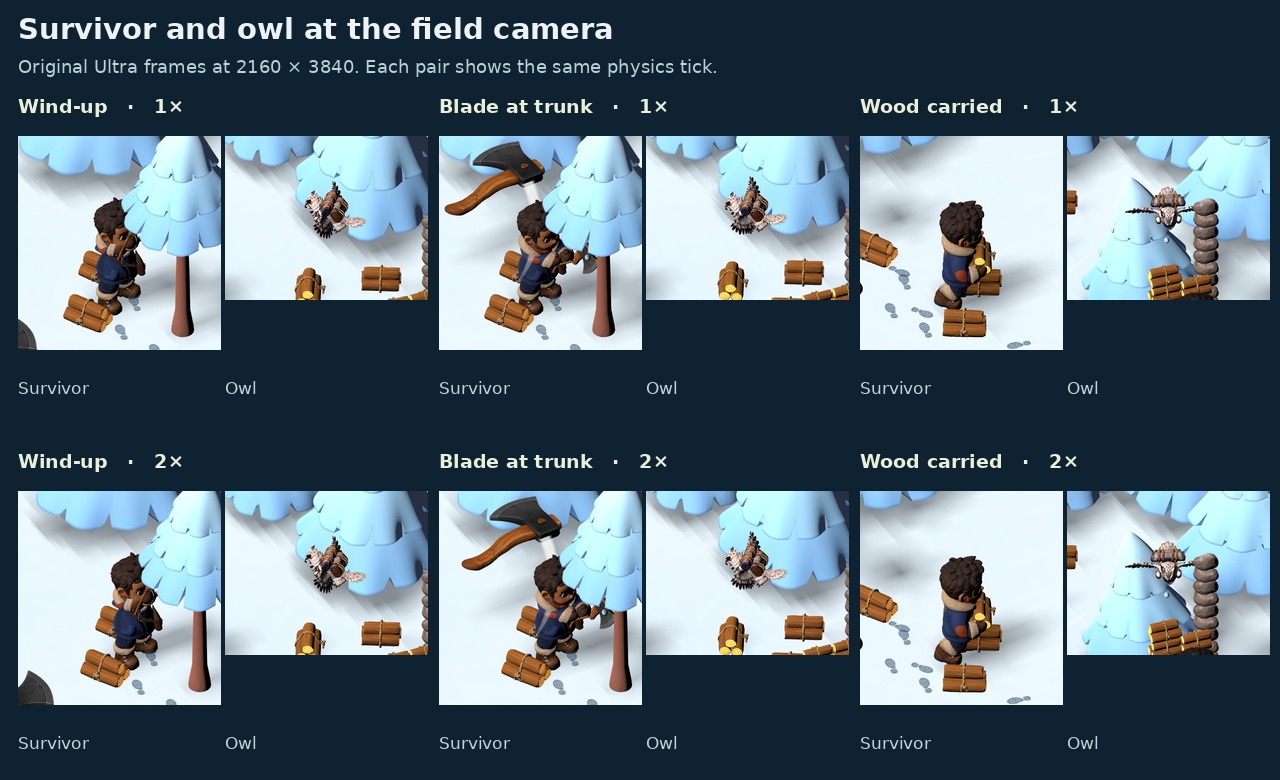 Survivor and owl at the field camera
Original Ultra frames at 2160 × 3840. Each pair shows the same physics tick.
Wind-up · 1×
Blade at trunk · 1×
Wood carried · 1×
Survivor
Owl
Survivor
Owl
Survivor
Owl
Wind-up · 2×
Blade at trunk · 2×
Wood carried · 2×
Survivor
Owl
Survivor
Owl
Survivor
Owl